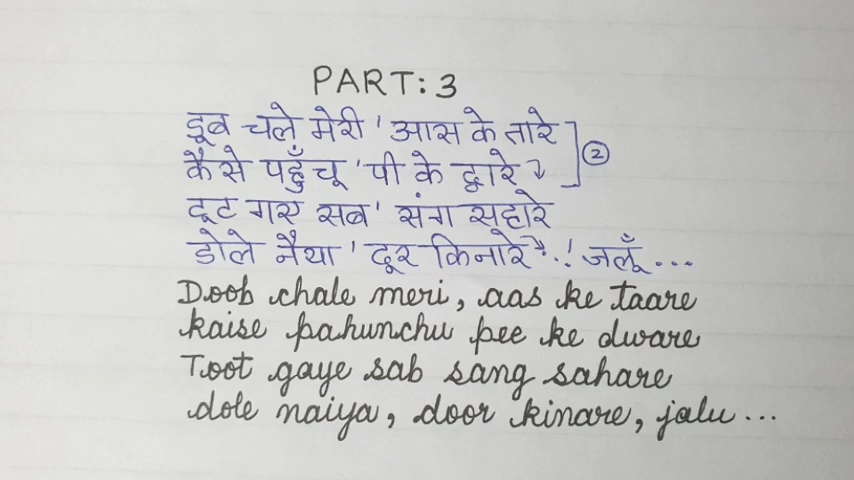 PART: 3
डूब चले मेरी ' आस के तारे
कैसे पहुँचू ' पी के द्वारे ②
टूट गए सब ' संग सहारे
डोले नैया ' दूर किनारे ! जलूँ ...
Doob chale meri, aas ke taare
kaise pahunchu pee ke dware
Toot gaye sab sang sahare
dole naiya, door kinare, jalu ...